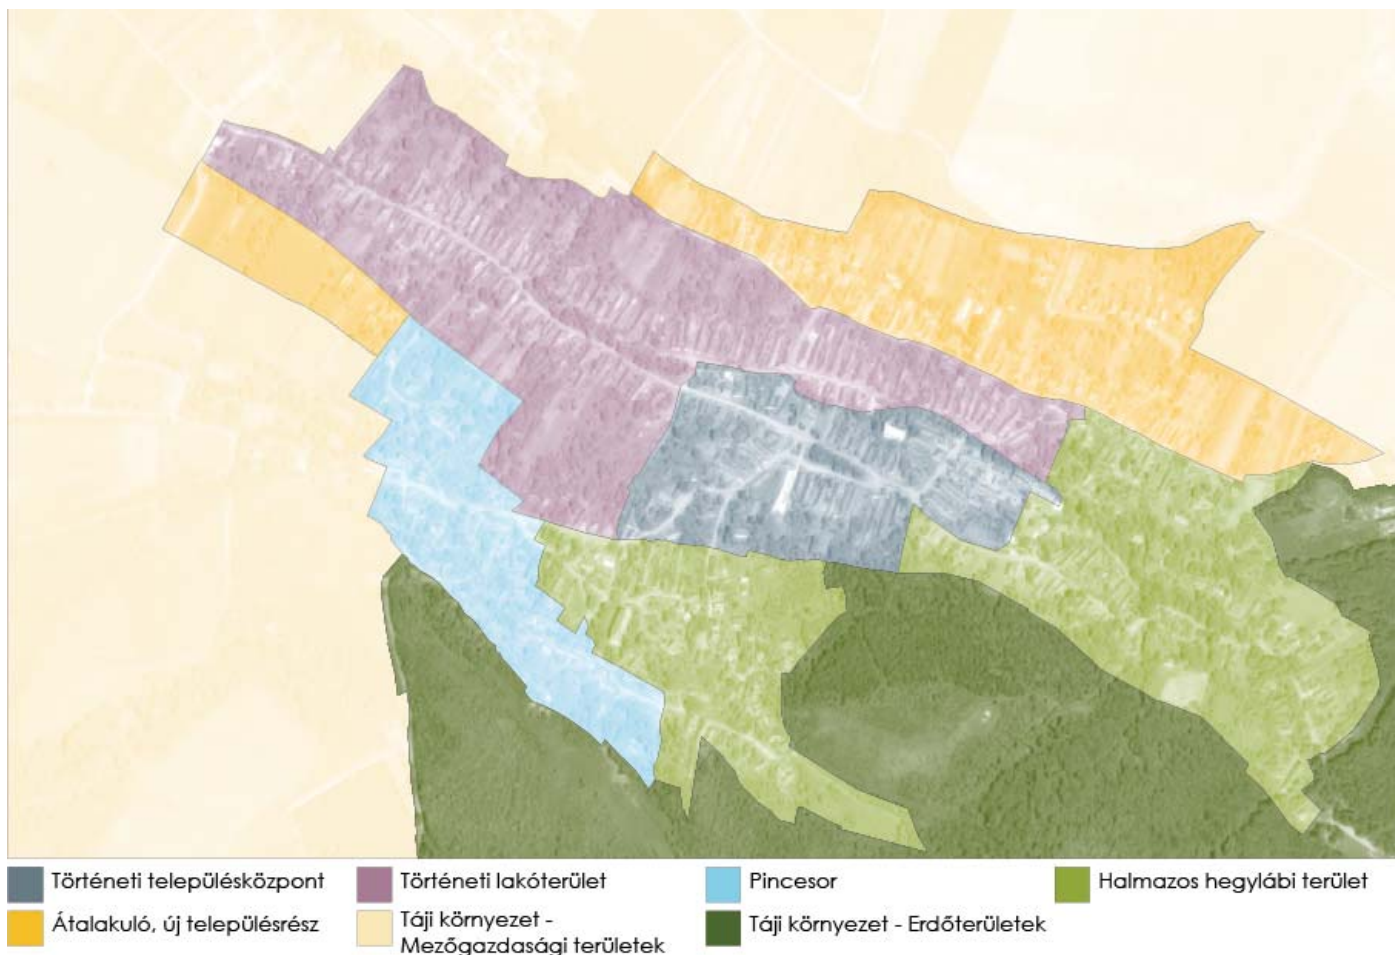 Történeti településközpont
Történeti lakóterület
Pincesor
Halmazos hegylábi terület
Átalakuló, új településrész
Táji környezet -
Mezőgazdasági területek
Táji környezet - Erdőterületek